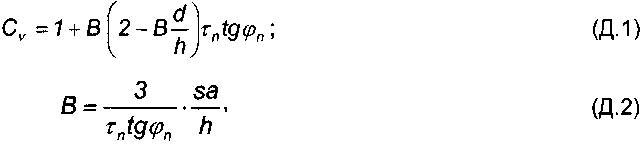 C_v = 1 + B (2 − B d/h) τ_n tgφ_n ; (Д.1)
B = 3/(τ_n tgφ_n) · sa/h , (Д.2)